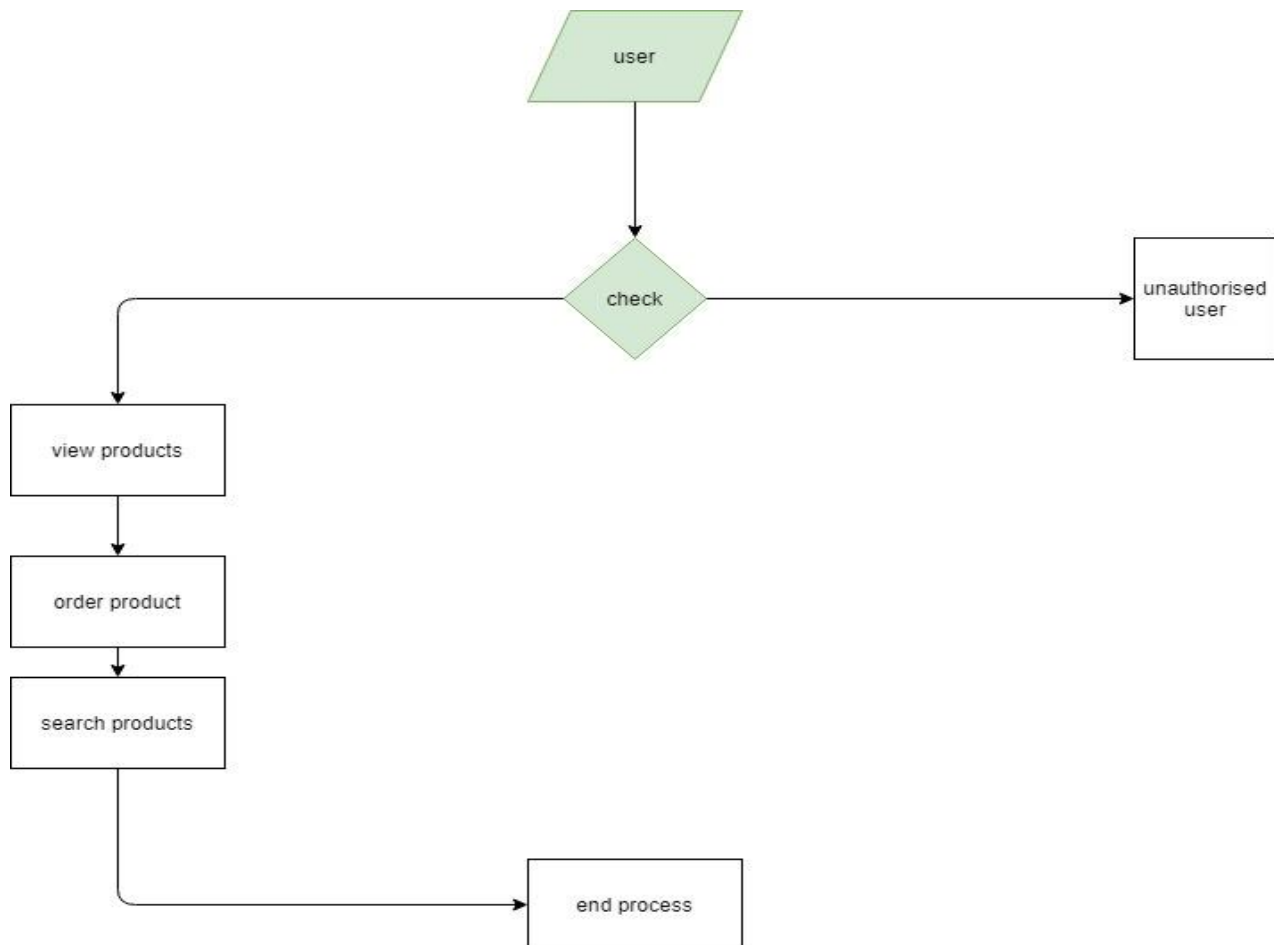 user
check
unauthorised
user
view products
order product
search products
end process